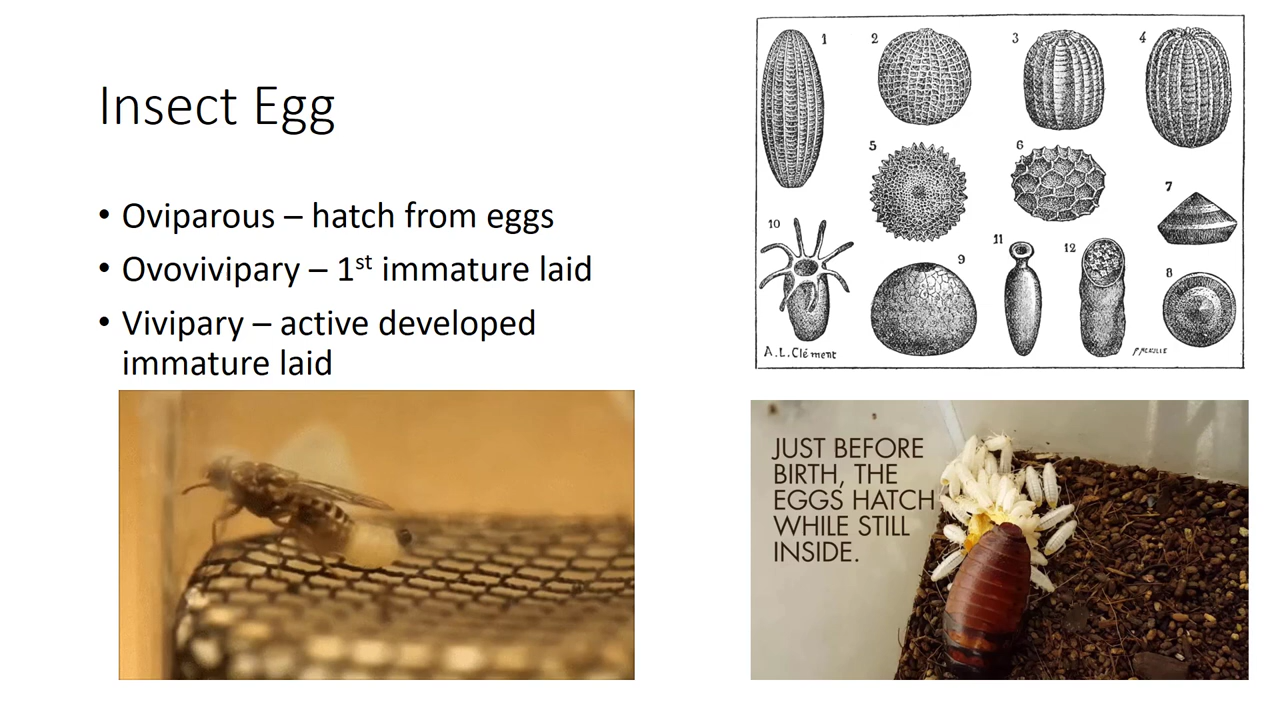 Insect Egg
• Oviparous – hatch from eggs
• Ovovivipary – 1st immature laid
• Vivipary – active developed
immature laid
1
2
3
4
5
6
7
8
9
10
11
12
A.L.Clément
JUST BEFORE
BIRTH, THE
EGGS HATCH
WHILE STILL
INSIDE.